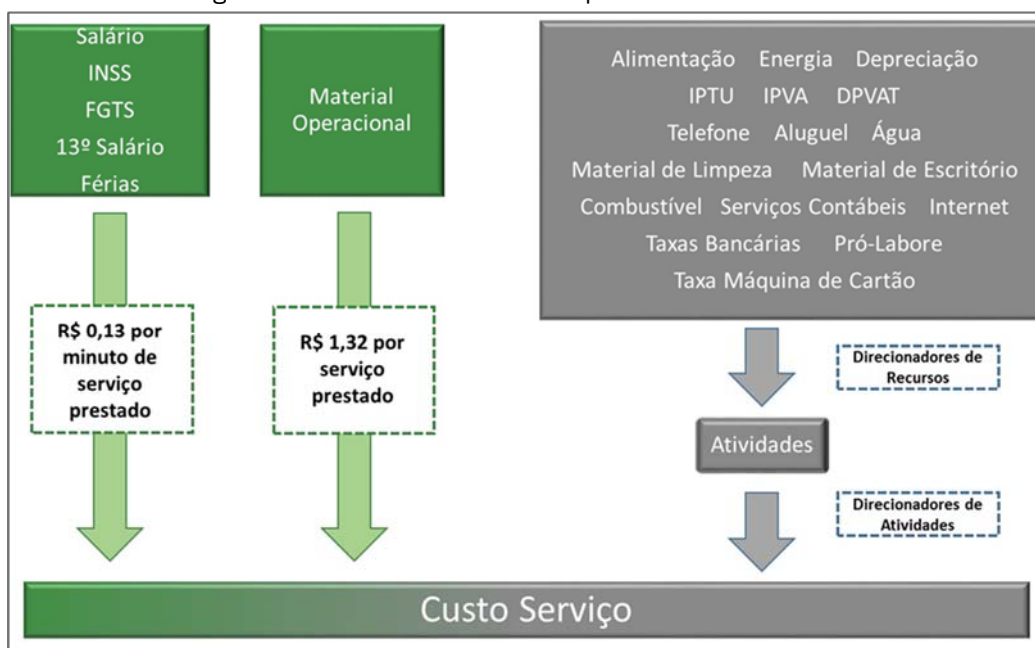 Salário
INSS
FGTS
13º Salário
Férias
Material
Operacional
Alimentação Energia Depreciação
IPTU IPVA DPVAT
Telefone Aluguel Água
Material de Limpeza Material de Escritório
Combustível Serviços Contábeis Internet
Taxas Bancárias Pró-Labore
Taxa Máquina de Cartão
R$ 0,13 por
minuto de
serviço
prestado
R$ 1,32 por
serviço
prestado
Direcionadores de
Recursos
Atividades
Direcionadores de
Atividades
Custo Serviço